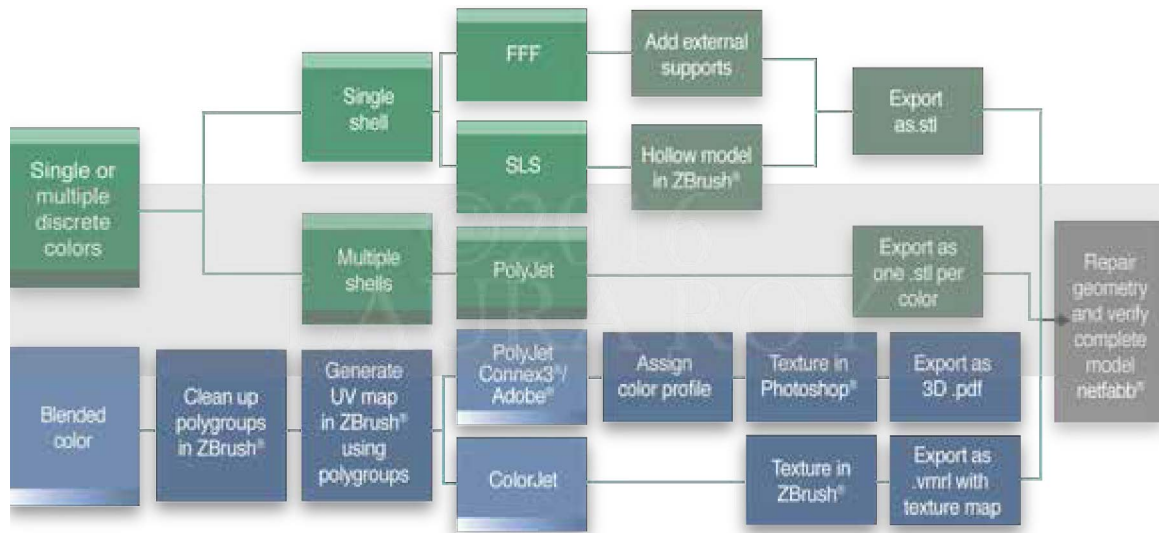 FFF
Add external
supports
Single
shell
Export
as.stl
SLS
Hollow model
in ZBrush®
Single or
multiple
discrete
colors
©2016
LAURA ROY
Multiple
shells
PolyJet
Export as
one .stl per
color
Repair
geometry
and verify
complete
model
netfabb®
Blended
color
Clean up
polygroups
in ZBrush®
Generate
UV map
in ZBrush®
using
polygroups
PolyJet
Connex3®/
Adobe®
Assign
color profile
Texture in
Photoshop®
Export as
3D .pdf
ColorJet
Texture in
ZBrush®
Export as
.vmrl with
texture map